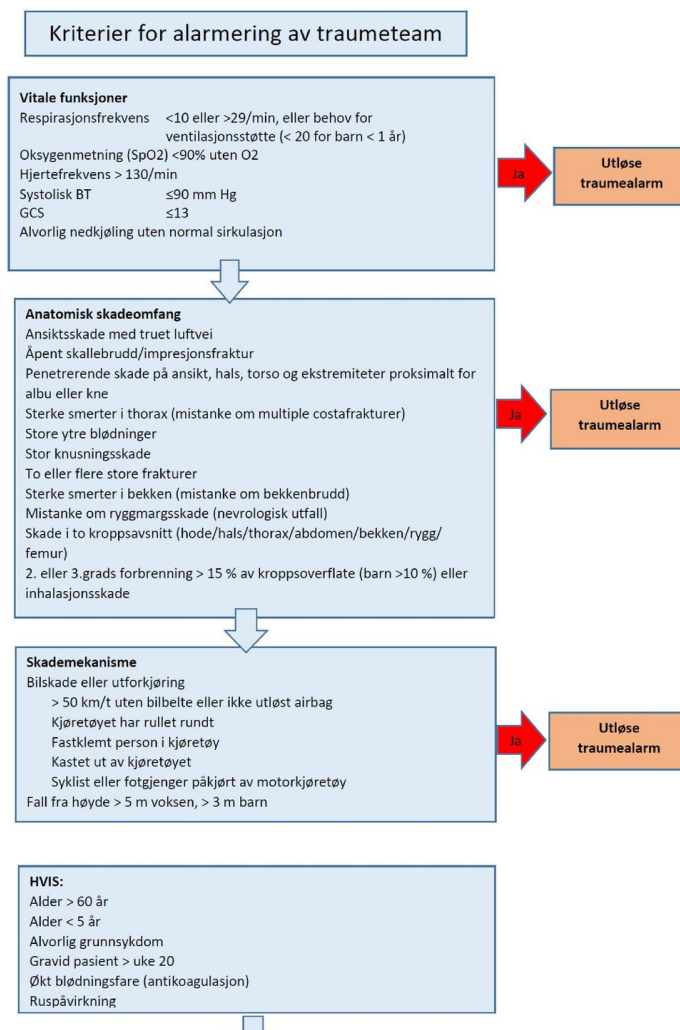 Kriterier for alarmering av traumeteam
Vitale funksjoner
Respirasjonsfrekvens <10 eller >29/min, eller behov for
ventilasjonsstøtte (< 20 for barn < 1 år)
Oksygenmetning (SpO2) <90% uten O2
Hjertefrekvens > 130/min
Systolisk BT ≤90 mm Hg
GCS ≤13
Alvorlig nedkjøling uten normal sirkulasjon
Ja
Utløse
traumealarm
Anatomisk skadeomfang
Ansiktsskade med truet luftvei
Åpent skallebrudd/impresjonsfraktur
Penetrerende skade på ansikt, hals, torso og ekstremiteter proksimalt for
albu eller kne
Sterke smerter i thorax (mistanke om multiple costafrakturer)
Store ytre blødninger
Stor knusningsskade
To eller flere store frakturer
Sterke smerter i bekken (mistanke om bekkenbrudd)
Mistanke om ryggmargsskade (nevrologisk utfall)
Skade i to kroppsavsnitt (hode/hals/thorax/abdomen/bekken/rygg/
femur)
2. eller 3.grads forbrenning > 15 % av kroppsoverflate (barn >10 %) eller
inhalasjonsskade
Ja
Utløse
traumealarm
Skademekanisme
Bilskade eller utforkjøring
> 50 km/t uten bilbelte eller ikke utløst airbag
Kjøretøyet har rullet rundt
Fastklemt person i kjøretøy
Kastet ut av kjøretøyet
Syklist eller fotgjenger påkjørt av motorkjøretøy
Fall fra høyde > 5 m voksen, > 3 m barn
Ja
Utløse
traumealarm
HVIS:
Alder > 60 år
Alder < 5 år
Alvorlig grunnsykdom
Gravid pasient > uke 20
Økt blødningsfare (antikoagulasjon)
Ruspåvirkning